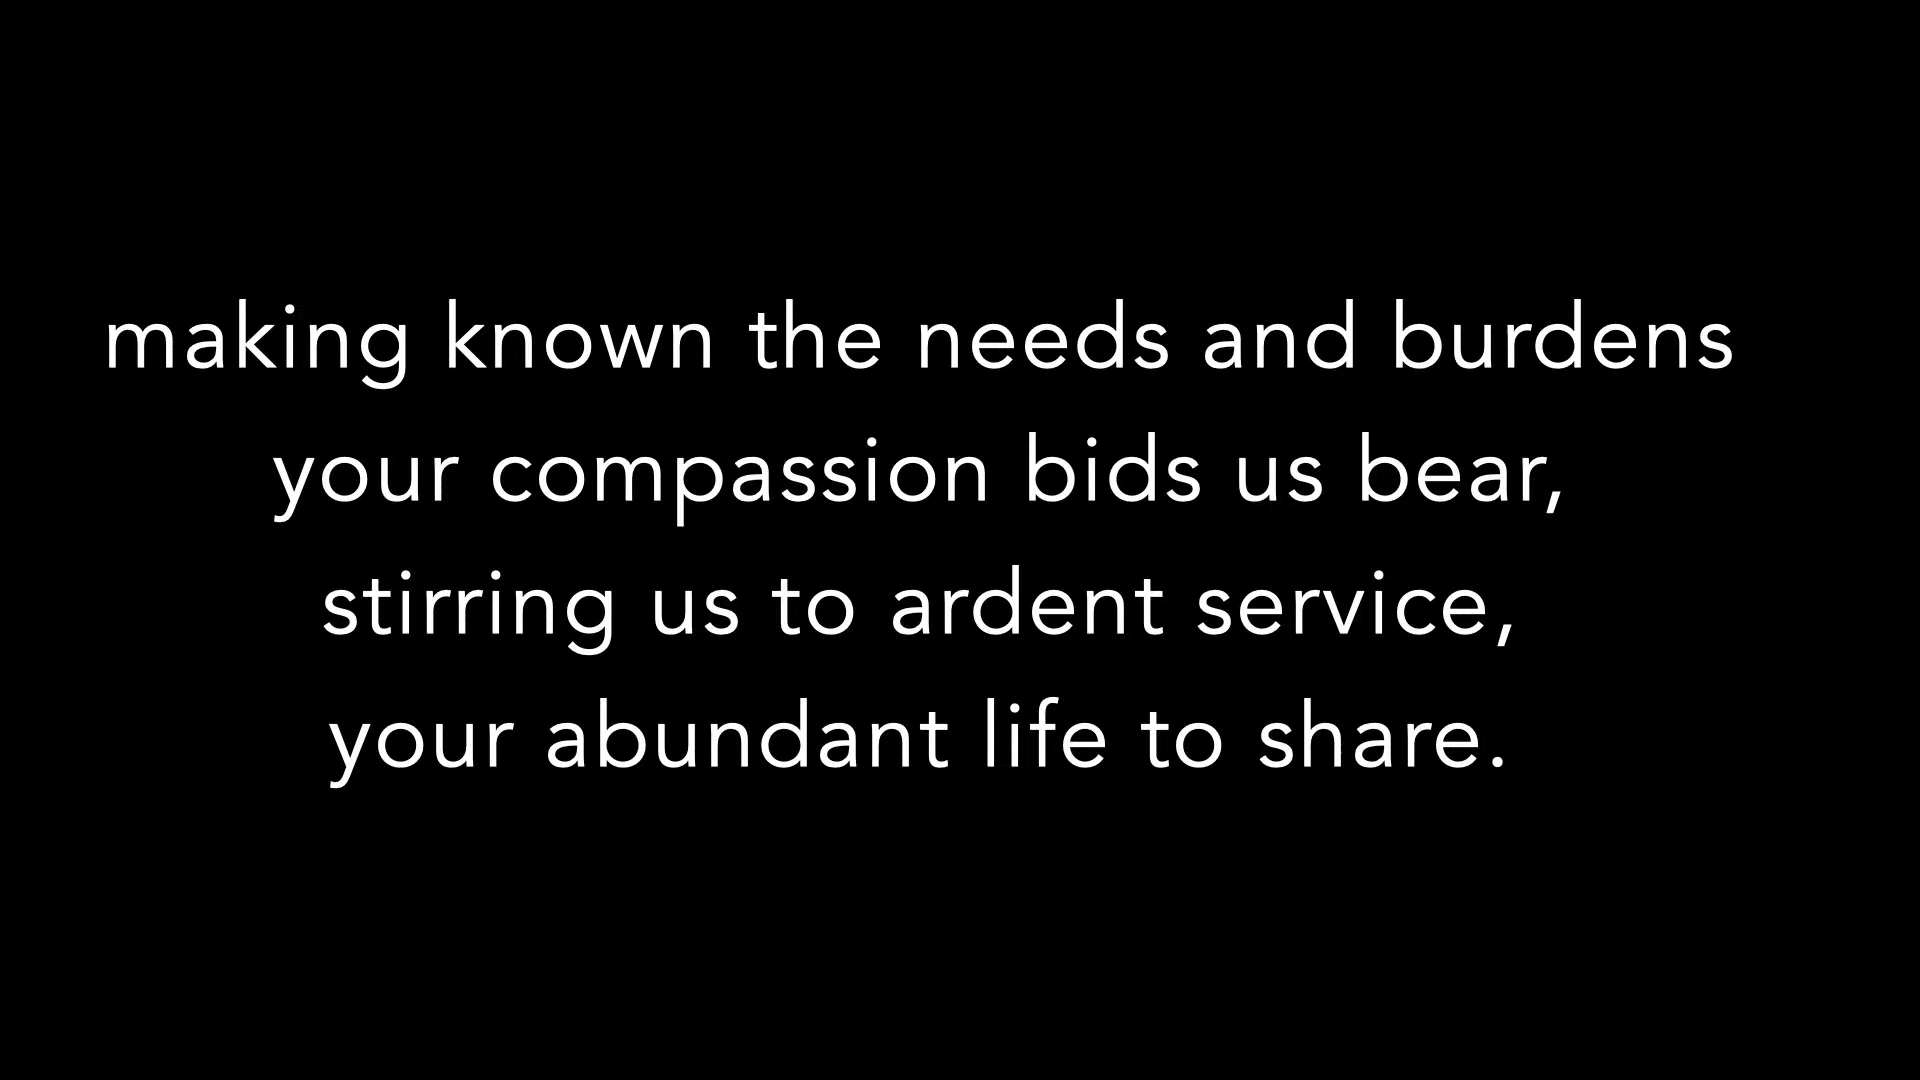 making known the needs and burdens
your compassion bids us bear,
stirring us to ardent service,
your abundant life to share.